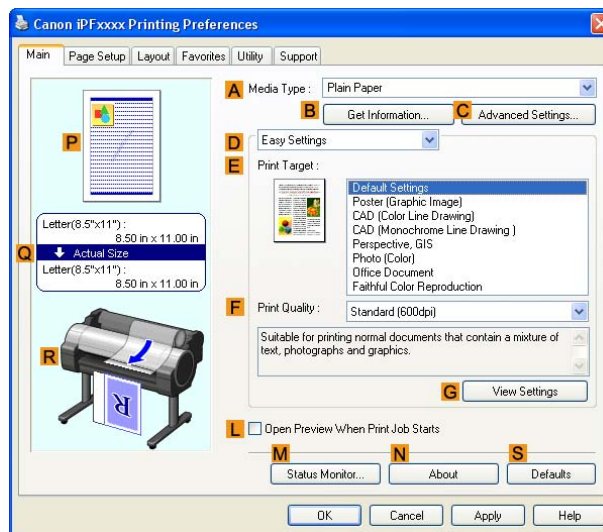 Canon iPFxxxx Printing Preferences
Main Page Setup Layout Favorites Utility Support
A Media Type : Plain Paper
B Get Information... C Advanced Settings...
D Easy Settings
E Print Target :
Default Settings
Poster (Graphic Image)
CAD (Color Line Drawing)
CAD (Monochrome Line Drawing )
Perspective, GIS
Photo (Color)
Office Document
Faithful Color Reproduction
P
Letter(8.5"x11") :
8.50 in x 11.00 in
Q Actual Size
Letter(8.5"x11") :
8.50 in x 11.00 in
F Print Quality : Standard (600dpi)
Suitable for printing normal documents that contain a mixture of
text, photographs and graphics.
R
R
G View Settings
L Open Preview When Print Job Starts
M N S
Status Monitor... About Defaults
OK Cancel Apply Help